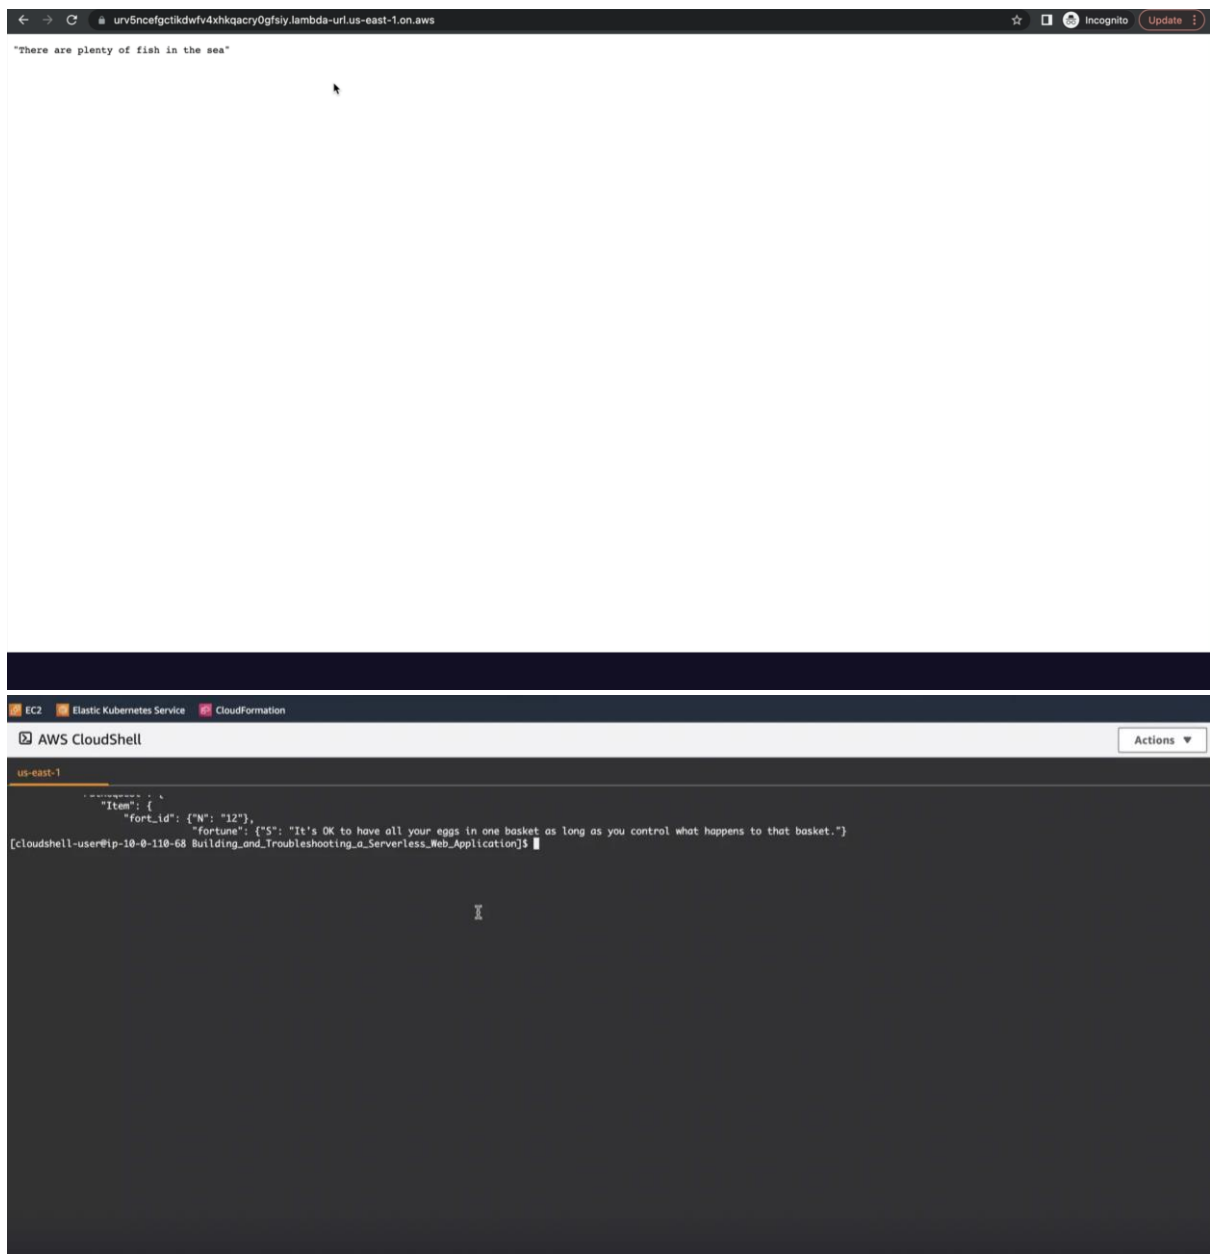 urv5ncefgctikdwfv4xhkqacry0gfsiy.lambda-url.us-east-1.on.aws
Incognito
Update
"There are plenty of fish in the sea"
EC2 Elastic Kubernetes Service CloudFormation
AWS CloudShell
Actions
us-east-1
"Item": {
"fort_id": {"N": "12"},
"fortune": {"S": "It's OK to have all your eggs in one basket as long as you control what happens to that basket."}
[cloudshell-user@ip-10-0-110-68 Building_and_Troubleshooting_a_Serverless_Web_Application]$